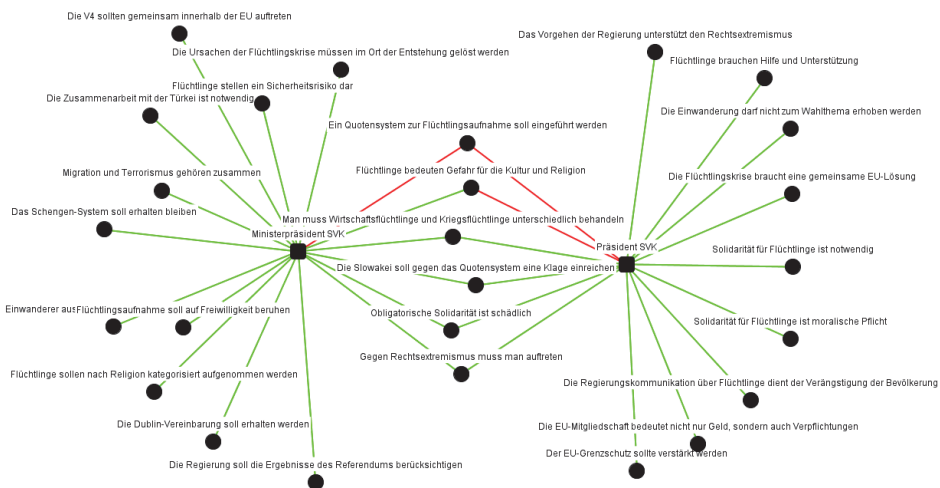 Die V4 sollten gemeinsam innerhalb der EU auftreten
Das Vorgehen der Regierung unterstützt den Rechtsextremismus
Die Ursachen der Flüchtlingskrise müssen im Ort der Entstehung gelöst werden
Flüchtlinge brauchen Hilfe und Unterstützung
Flüchtlinge stellen ein Sicherheitsrisiko dar
Die Zusammenarbeit mit der Türkei ist notwendig
Die Einwanderung darf nicht zum Wahlthema erhoben werden
Ein Quotensystem zur Flüchtlingsaufnahme soll eingeführt werden
Migration und Terrorismus gehören zusammen
Flüchtlinge bedeuten Gefahr für die Kultur und Religion
Die Flüchtlingskrise braucht eine gemeinsame EU-Lösung
Das Schengen-System soll erhalten bleiben
Man muss Wirtschaftsflüchtlinge und Kriegsflüchtlinge unterschiedlich behandeln
Ministerpräsident SVK
Präsident SVK
Solidarität für Flüchtlinge ist notwendig
Die Slowakei soll gegen das Quotensystem eine Klage einreichen
Einwanderer aus
Flüchtlingsaufnahme soll auf Freiwilligkeit beruhen
Obligatorische Solidarität ist schädlich
Solidarität für Flüchtlinge ist moralische Pflicht
Gegen Rechtsextremismus muss man auftreten
Flüchtlinge sollen nach Religion kategorisiert aufgenommen werden
Die Regierungskommunikation über Flüchtlinge dient der Verängstigung der Bevölkerung
Die Dublin-Vereinbarung soll erhalten werden
Die EU-Mitgliedschaft bedeutet nicht nur Geld, sondern auch Verpflichtungen
Der EU-Grenzschutz sollte verstärkt werden
Die Regierung soll die Ergebnisse des Referendums berücksichtigen